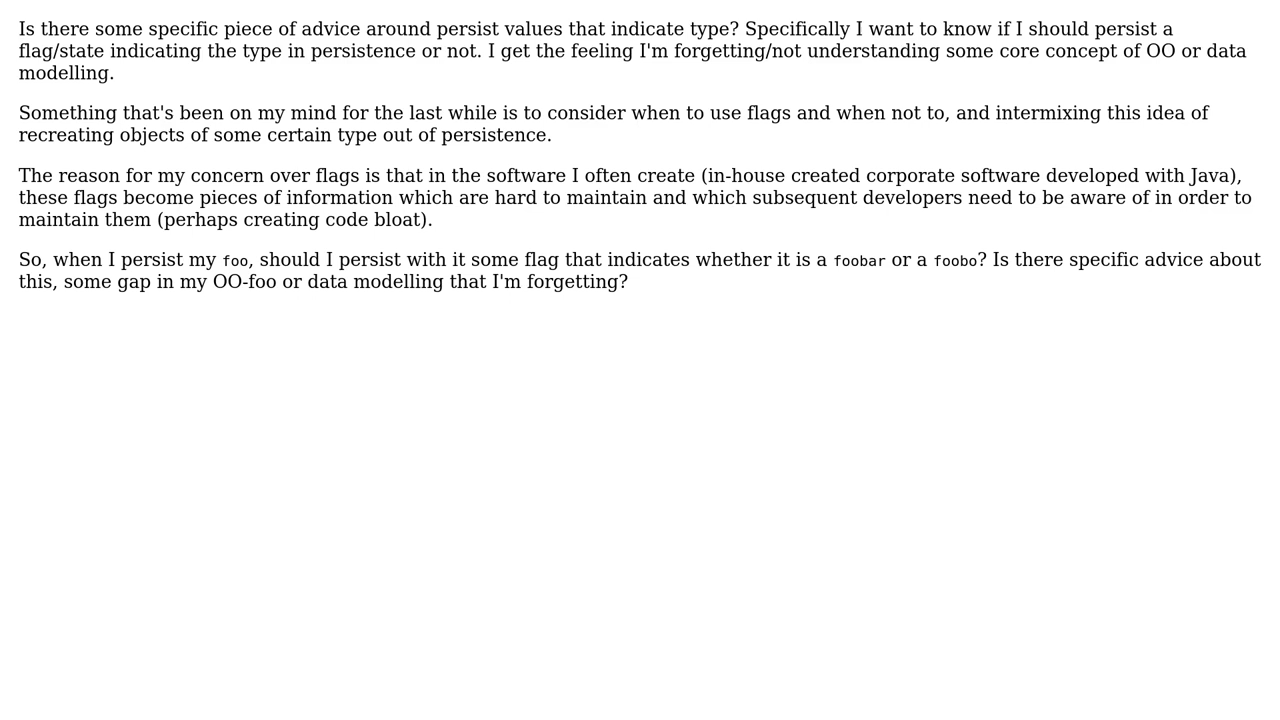 Is there some specific piece of advice around persist values that indicate type? Specifically I want to know if I should persist a
flag/state indicating the type in persistence or not. I get the feeling I'm forgetting/not understanding some core concept of OO or data
modelling.
Something that's been on my mind for the last while is to consider when to use flags and when not to, and intermixing this idea of
recreating objects of some certain type out of persistence.
The reason for my concern over flags is that in the software I often create (in-house created corporate software developed with Java),
these flags become pieces of information which are hard to maintain and which subsequent developers need to be aware of in order to
maintain them (perhaps creating code bloat).
So, when I persist my foo, should I persist with it some flag that indicates whether it is a foobar or a foobo? Is there specific advice about
this, some gap in my OO-foo or data modelling that I'm forgetting?